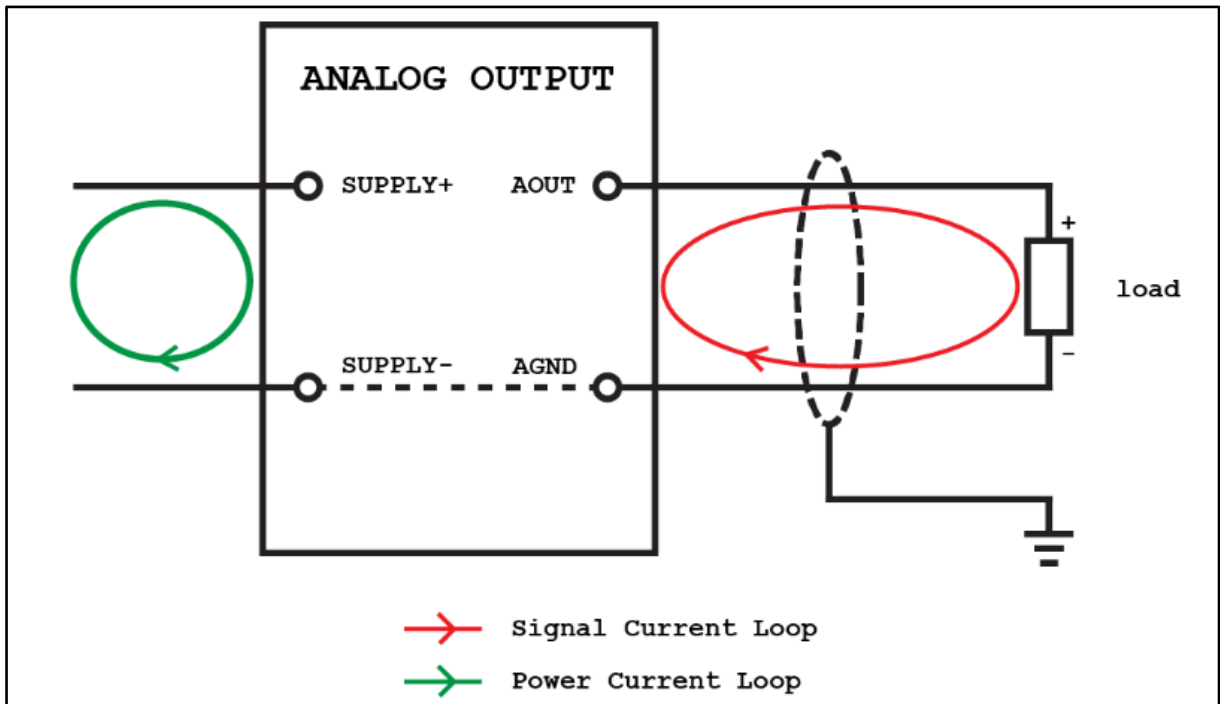 ANALOG OUTPUT
SUPPLY+ AOUT
+
load
SUPPLY- AGND
-
Signal Current Loop
Power Current Loop